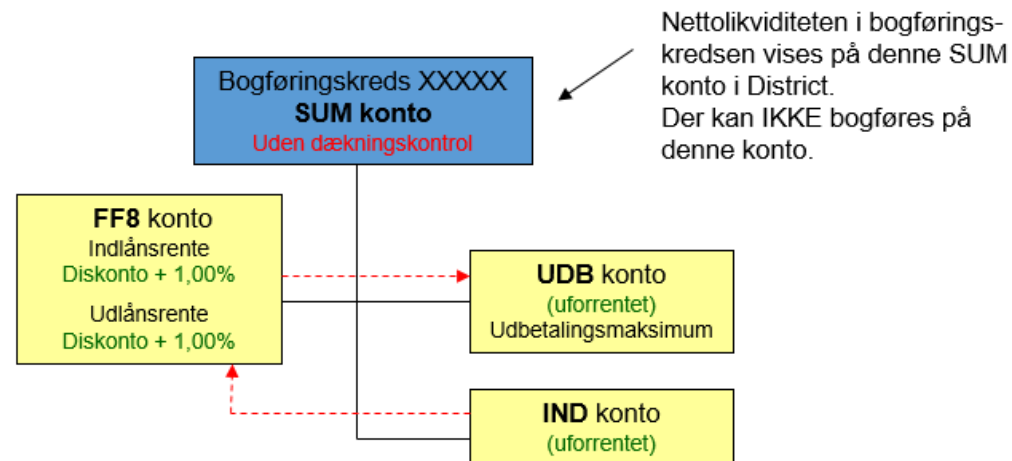 Nettolikviditeten i bogførings-
kredsen vises på denne SUM
konto i District.
Der kan IKKE bogføres på
denne konto.
Bogføringskreds XXXXX
SUM konto
Uden dækningskontrol
FF8 konto
Indlånsrente
Diskonto + 1,00%
Udlånsrente
Diskonto + 1,00%
UDB konto
(uforrentet)
Udbetalingsmaksimum
IND konto
(uforrentet)